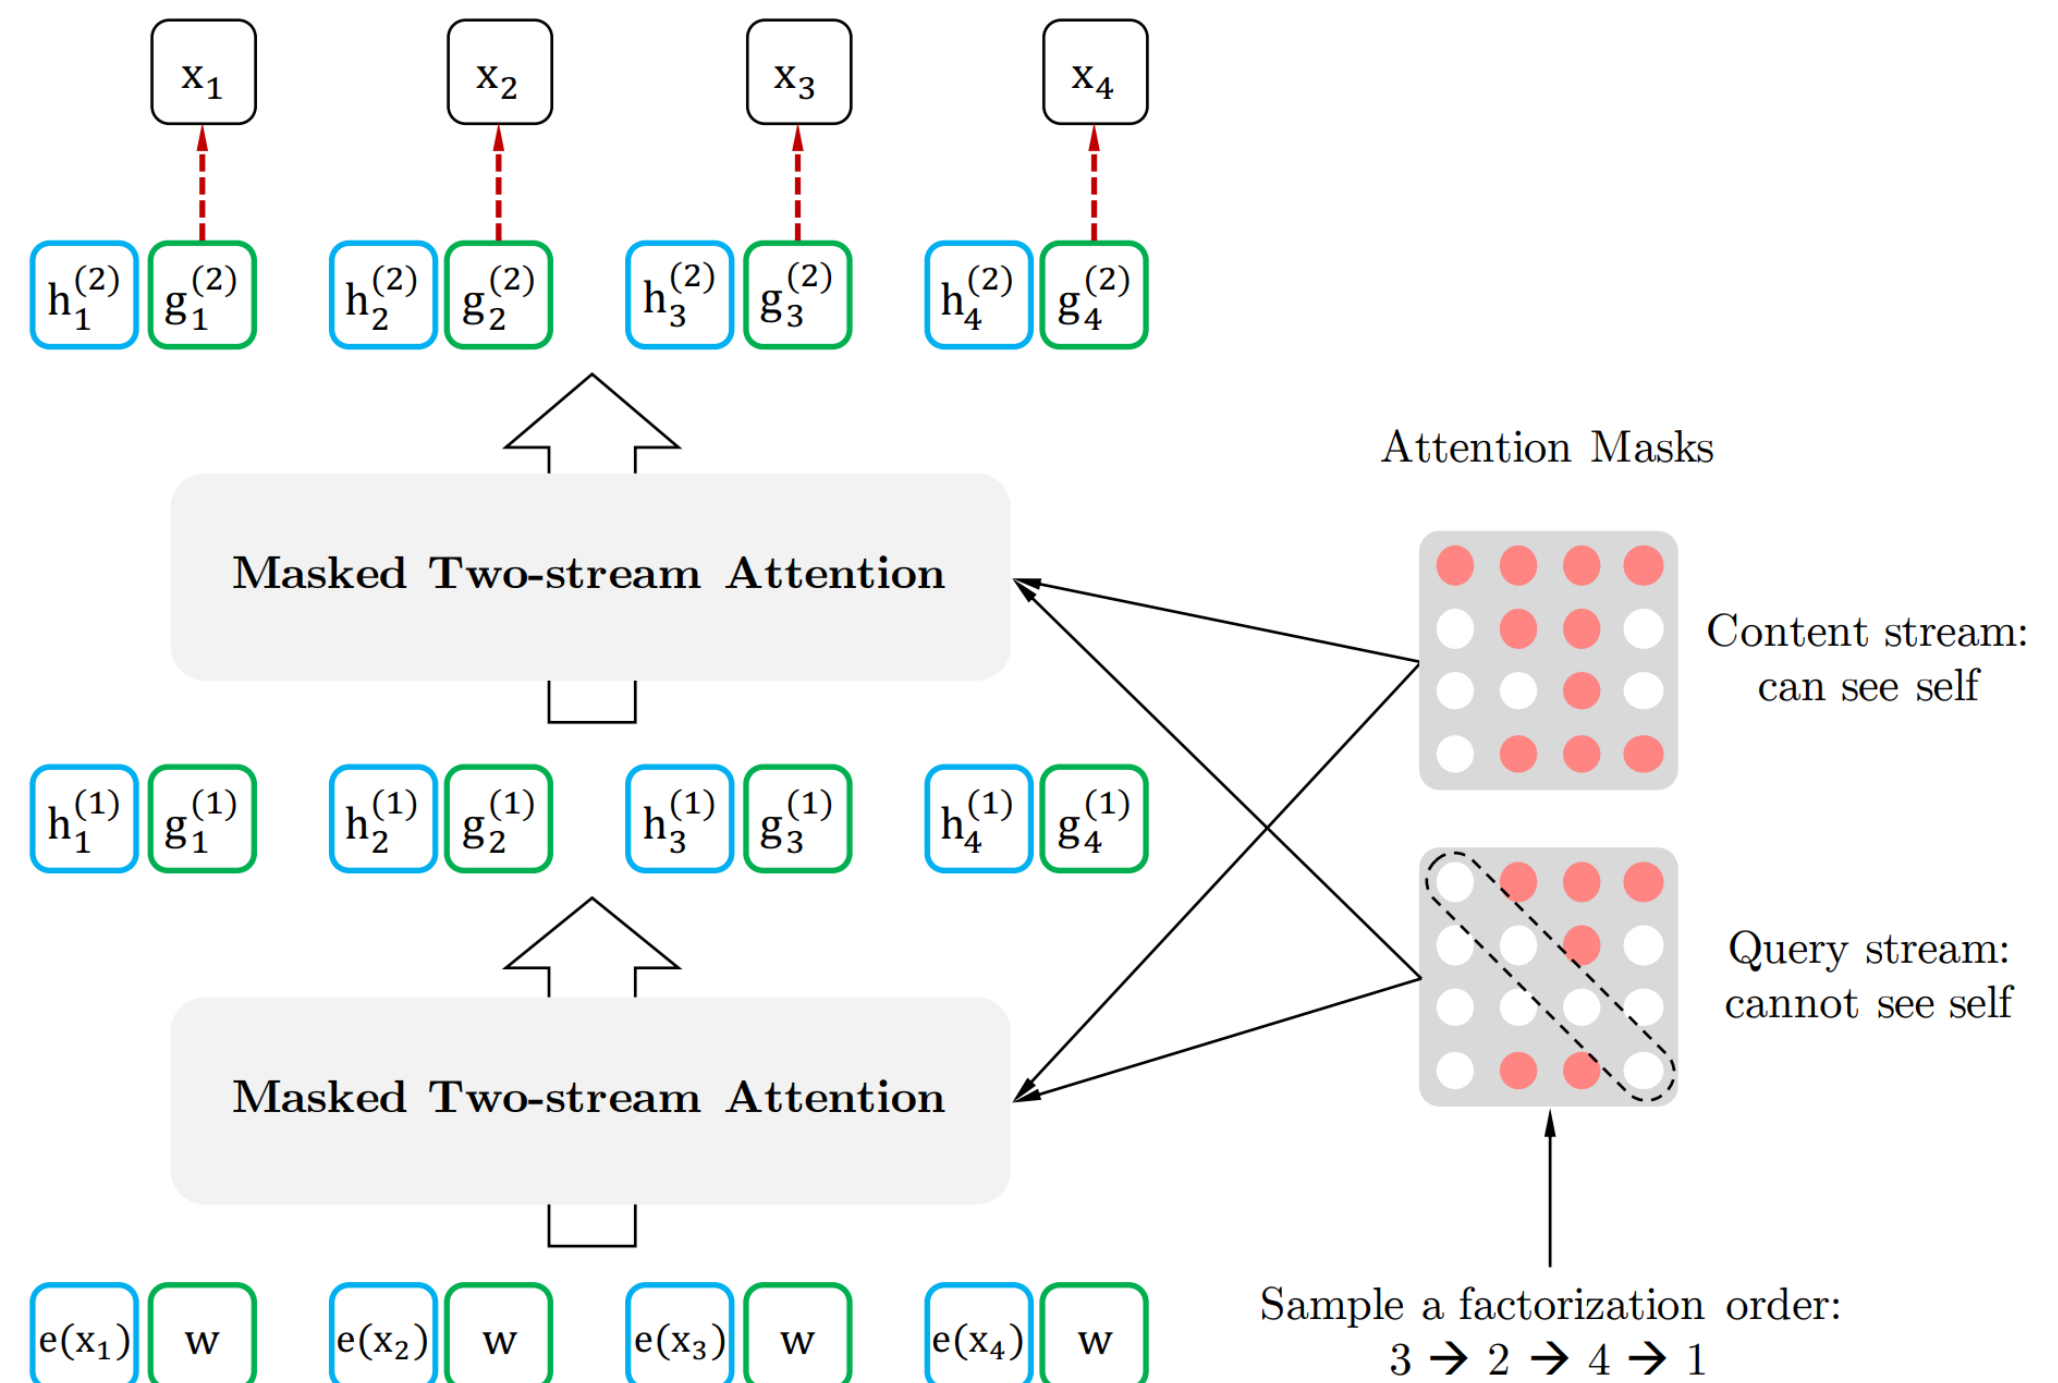 x₁ x₂ x₃ x₄
h₁⁽²⁾ g₁⁽²⁾ h₂⁽²⁾ g₂⁽²⁾ h₃⁽²⁾ g₃⁽²⁾ h₄⁽²⁾ g₄⁽²⁾
Attention Masks
Masked Two-stream Attention
Content stream:
can see self
h₁⁽¹⁾ g₁⁽¹⁾ h₂⁽¹⁾ g₂⁽¹⁾ h₃⁽¹⁾ g₃⁽¹⁾ h₄⁽¹⁾ g₄⁽¹⁾
Query stream:
cannot see self
Masked Two-stream Attention
Sample a factorization order:
3 → 2 → 4 → 1
e(x₁) w e(x₂) w e(x₃) w e(x₄) w